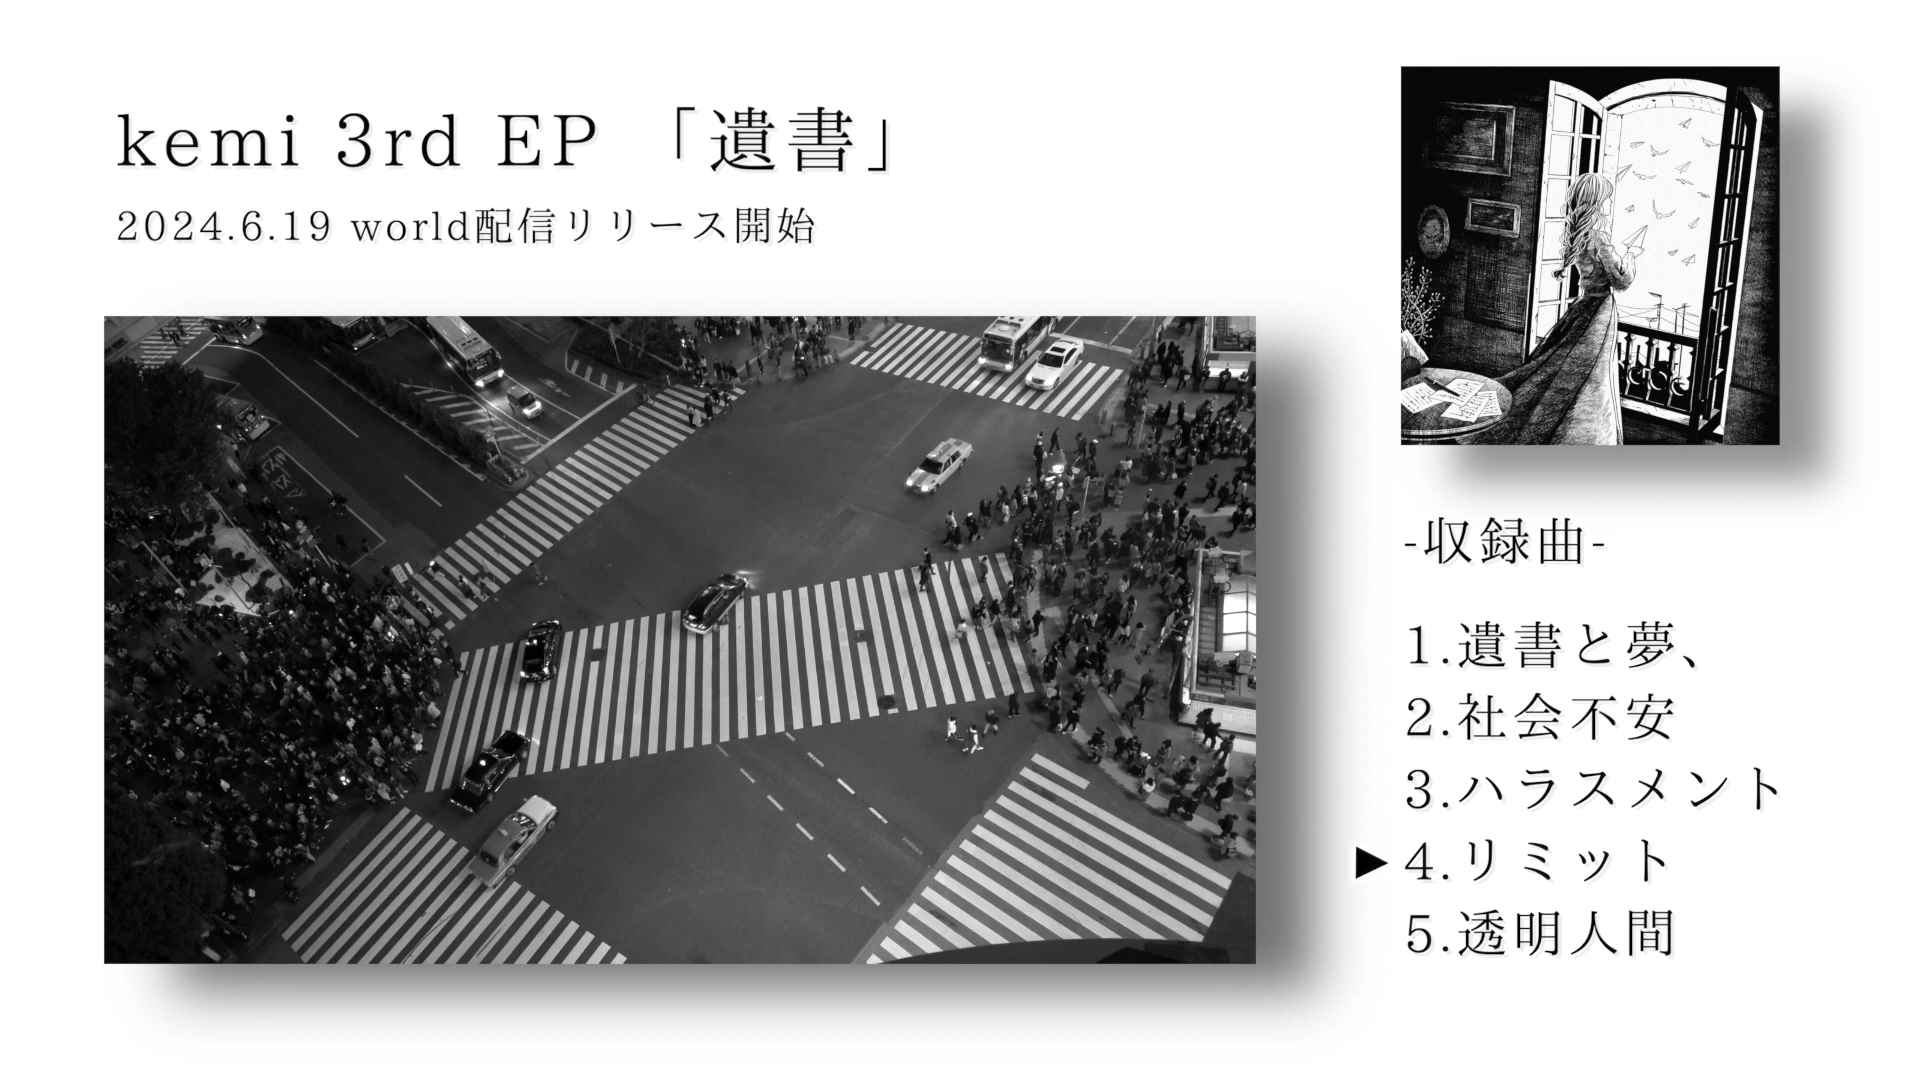 kemi 3rd EP 「遺書」
2024.6.19 world配信リリース開始
-収録曲-
1.遺書と夢、
2.社会不安
3.ハラスメント
▶4.リミット
5.透明人間